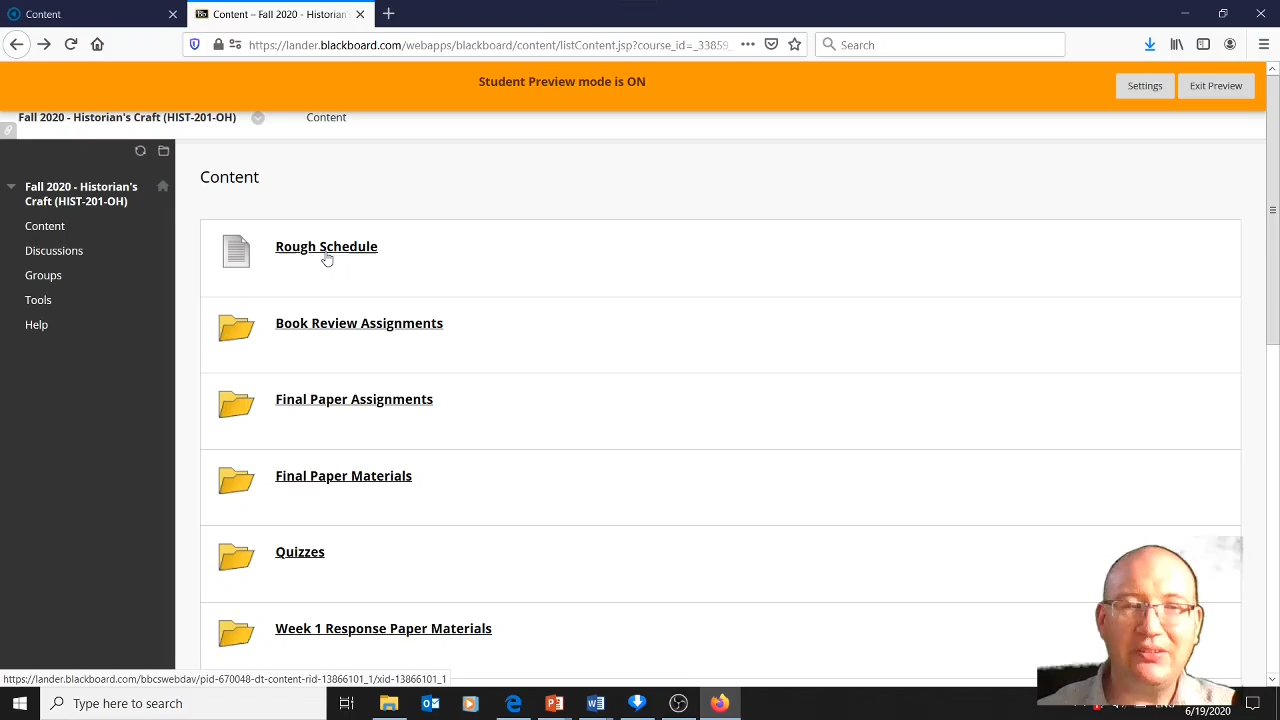 Content
Content – Fall 2020 - Historian's
https://lander.blackboard.com/webapps/blackboard/content/listContent.jsp?course_id=_33859_
Search
Student Preview mode is ON
Settings
Exit Preview
Fall 2020 - Historian's Craft (HIST-201-OH)
Content
Fall 2020 - Historian's
Craft (HIST-201-OH)
Content
Discussions
Groups
Tools
Help
Content
Rough Schedule
Book Review Assignments
Final Paper Assignments
Final Paper Materials
Quizzes
Week 1 Response Paper Materials
https://lander.blackboard.com/bbcswebdav/pid-670048-dt-content-rid-13866101_1/xid-13866101_1
Type here to search
6/19/2020